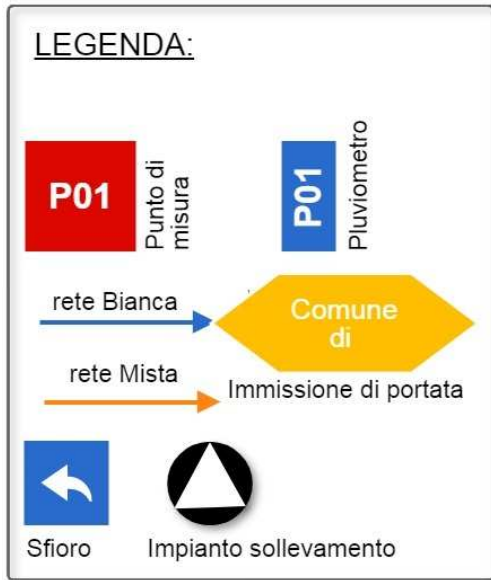 LEGENDA:
P01
Punto di
misura
P01
Pluviometro
rete Bianca
Comune
di
rete Mista
Immissione di portata
Sfioro
Impianto sollevamento